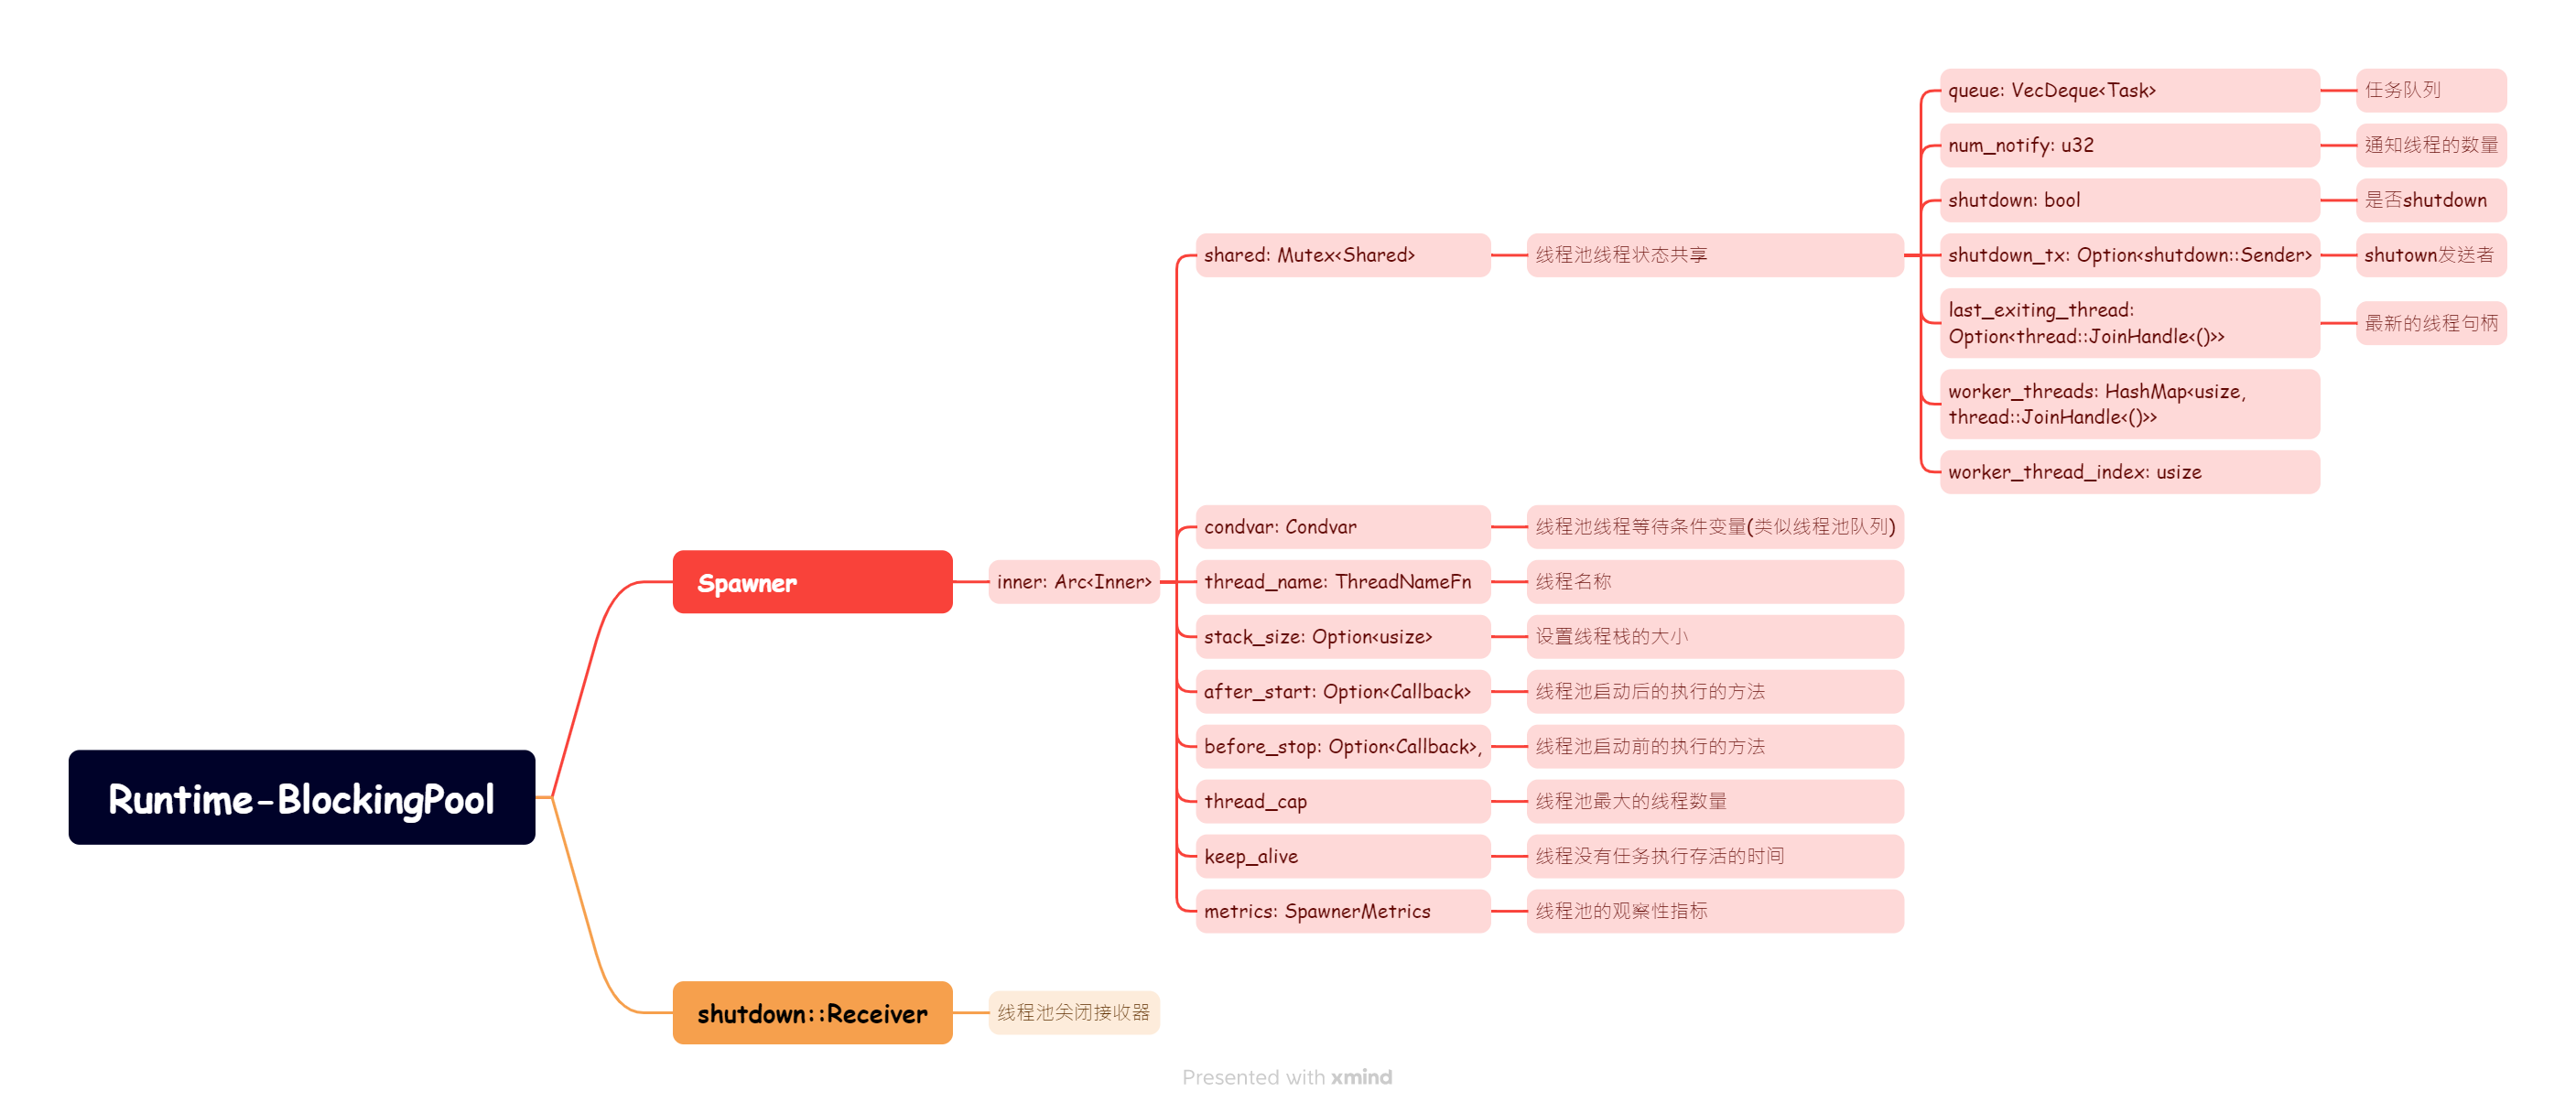 Runtime-BlockingPool
Spawner
inner: Arc<Inner>
shared: Mutex<Shared>
线程池线程状态共享
queue: VecDeque<Task>
任务队列
num_notify: u32
通知线程的数量
shutdown: bool
是否shutdown
shutdown_tx: Option<shutdown::Sender>
shutown发送者
last_exiting_thread:
Option<thread::JoinHandle<()>>
最新的线程句柄
worker_threads: HashMap<usize,
thread::JoinHandle<()>>
worker_thread_index: usize
condvar: Condvar
线程池线程等待条件变量(类似线程池队列)
thread_name: ThreadNameFn
线程名称
stack_size: Option<usize>
设置线程栈的大小
after_start: Option<Callback>
线程池启动后的执行的方法
before_stop: Option<Callback>,
线程池启动前的执行的方法
thread_cap
线程池最大的线程数量
keep_alive
线程没有任务执行存活的时间
metrics: SpawnerMetrics
线程池的观察性指标
shutdown::Receiver
线程池关闭接收器
Presented with xmind